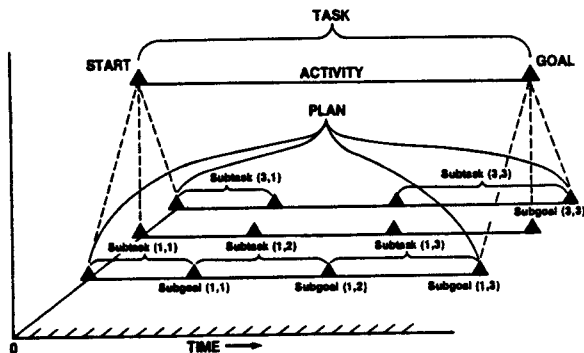 TASK
START
GOAL
ACTIVITY
PLAN
Subtask (3,1)
Subtask (3,3)
Subgoal (3,3)
Subtask (1,1)
Subtask (1,2)
Subtask (1,3)
Subgoal (1,1)
Subgoal (1,2)
Subgoal (1,3)
0
TIME